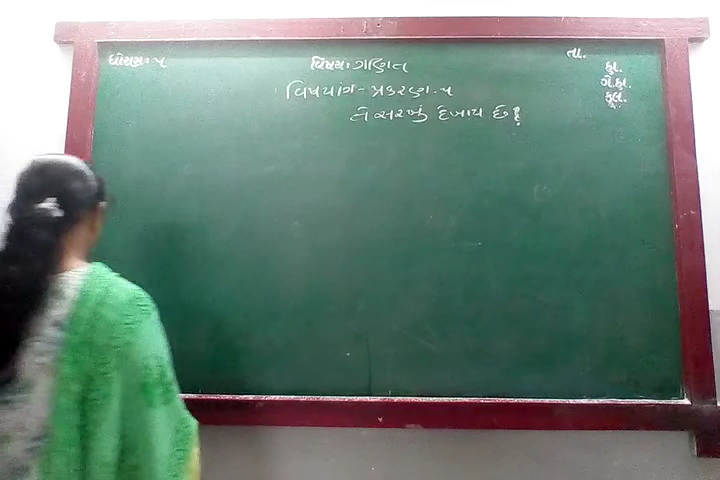 ધોરણ: ૫ વિષય: ગણિત તા.
હા.
વિષયાંગ - પ્રકરણ - ૫ ગે.હા.
કુલ.
તે સરખું દેખાય છે!